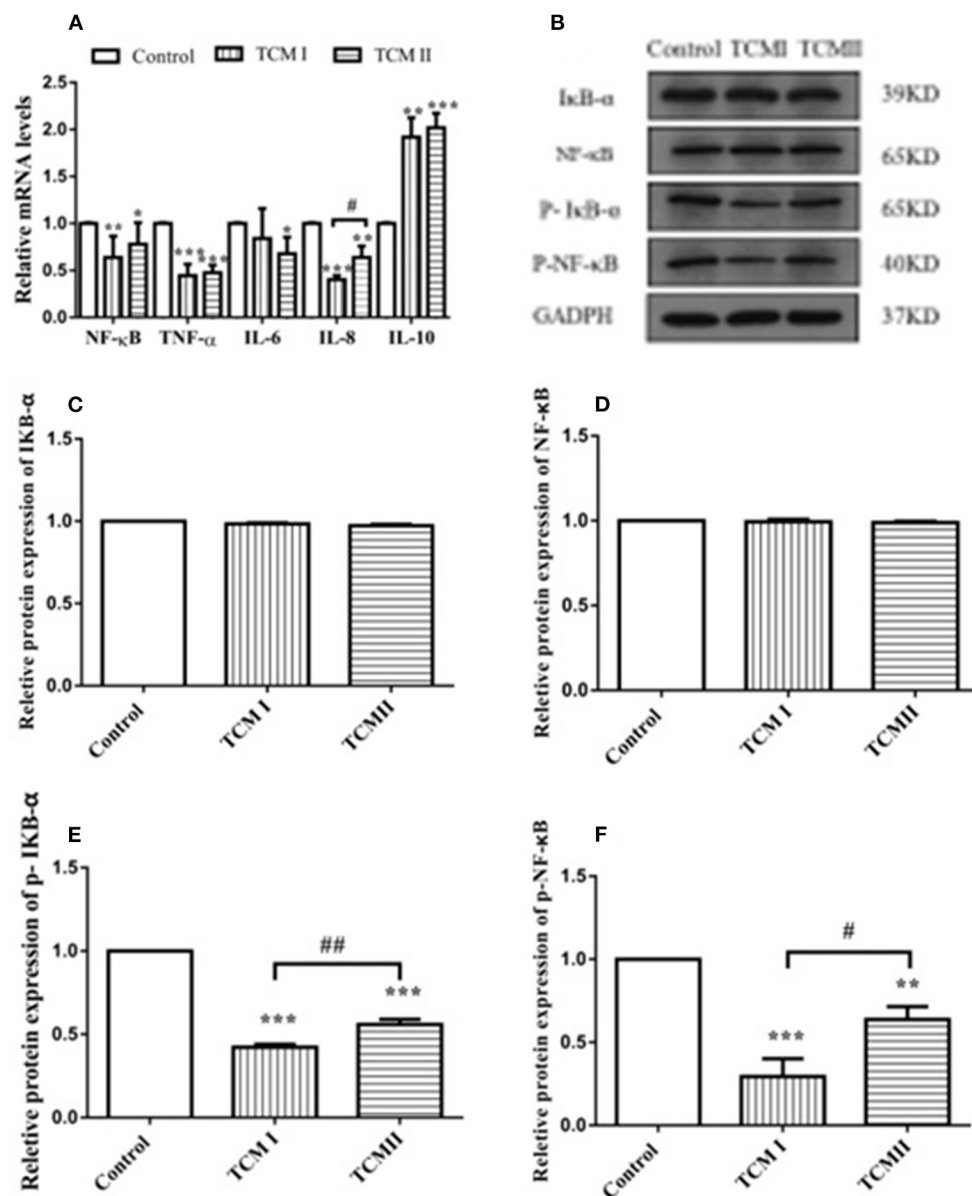 A
Control TCM I TCM II
Relative mRNA levels
2.5
2.0
1.5
1.0
0.5
0.0
** * *** *** * *** ** ** ***
#
NF-κB TNF-α IL-6 IL-8 IL-10
B
Control TCMI TCMIII
IκB-α 39KD
NF-κB 65KD
P- IκB-α 65KD
P-NF-κB 40KD
GADPH 37KD
C
Reletive protein expression of IKB-α
1.5
1.0
0.5
0.0
Control TCM I TCMII
D
Reletive protein expression of NF-κB
1.5
1.0
0.5
0.0
Control TCM I TCMII
E
Reletive protein expression of p- IKB-α
1.5
1.0
0.5
0.0
##
*** ***
Control TCM I TCMII
F
Reletive protein expression of p-NF-κB
1.5
1.0
0.5
0.0
#
*** **
Control TCM I TCMII